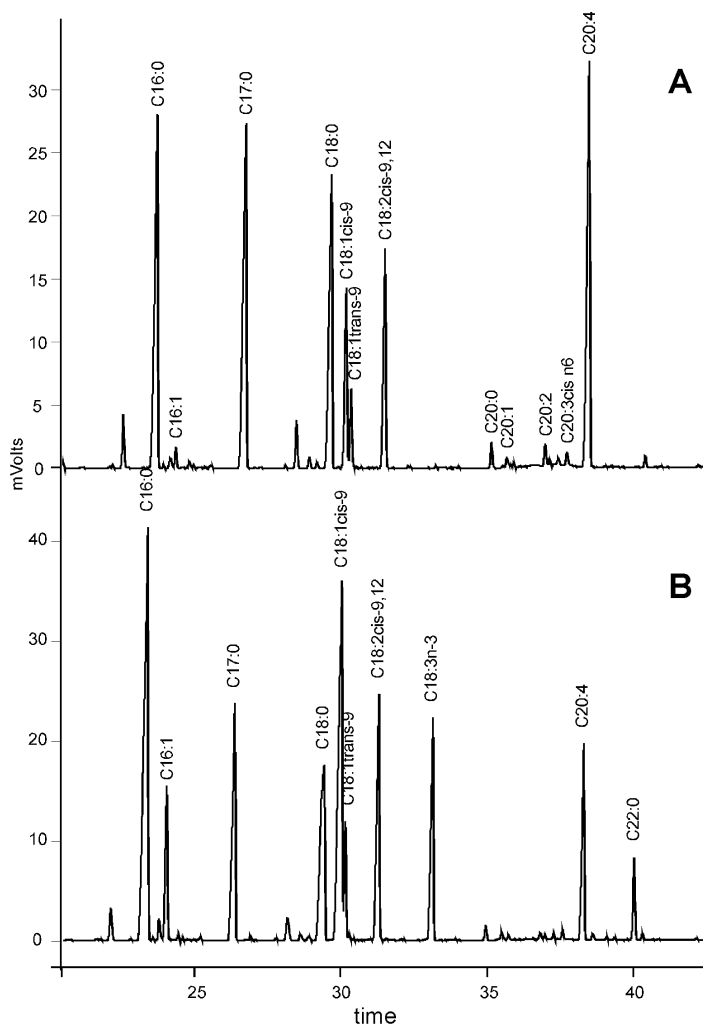 A
C16:0
C16:1
C17:0
C18:0
C18:1cis-9
C18:1trans-9
C18:2cis-9,12
C20:0
C20:1
C20:2
C20:3cis n6
C20:4
30
25
20
15
10
5
0
mVolts
B
C16:0
C16:1
C17:0
C18:0
C18:1cis-9
C18:1trans-9
C18:2cis-9,12
C18:3n-3
C20:4
C22:0
40
30
20
10
0
25
30
35
40
time